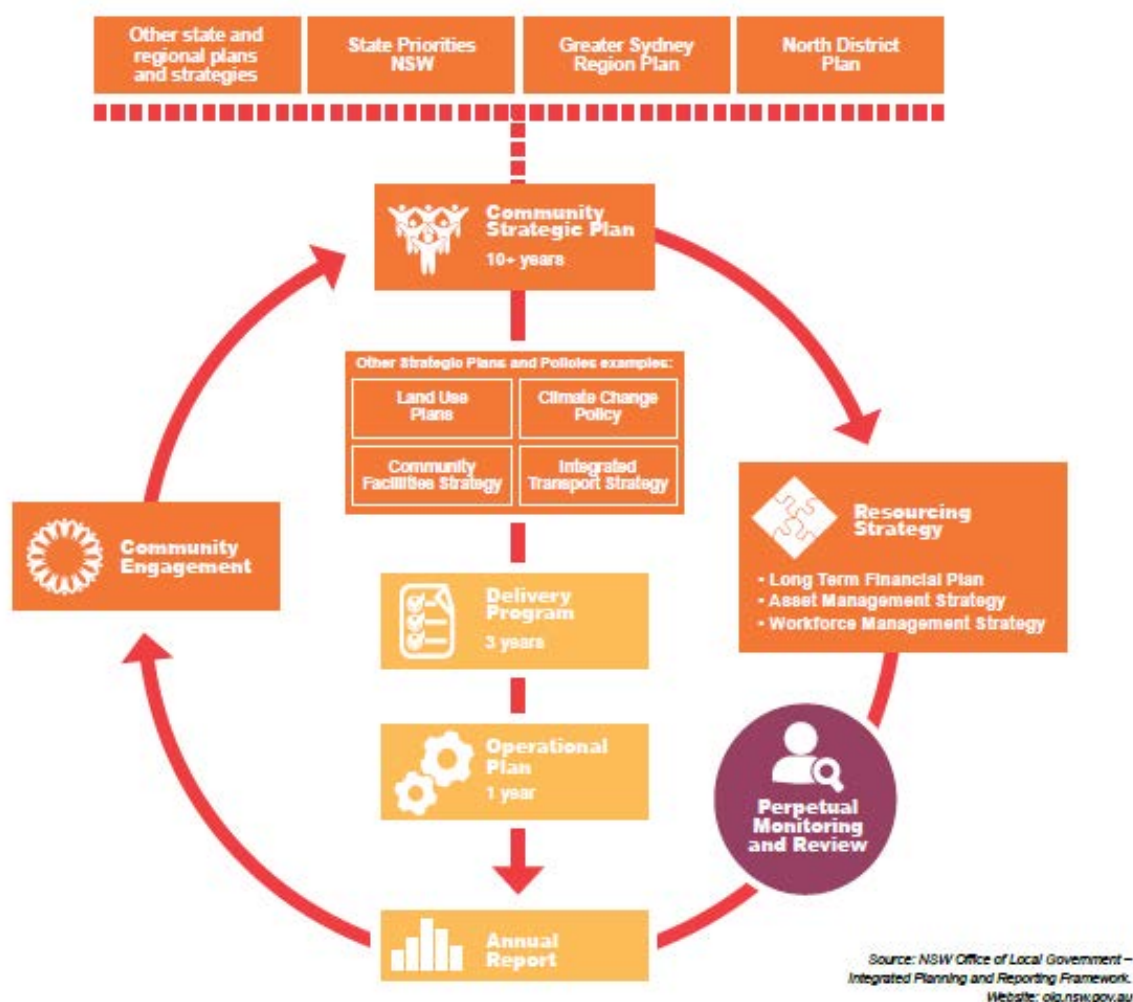 Other state and
regional plans
and strategies
State Priorities
NSW
Greater Sydney
Region Plan
North District
Plan
Community
Strategic Plan
10+ years
Other Strategic Plans and Policies examples:
Land Use
Plans
Climate Change
Policy
Community
Facilities Strategy
Integrated
Transport Strategy
Community
Engagement
Resourcing
Strategy
• Long Term Financial Plan
• Asset Management Strategy
• Workforce Management Strategy
Delivery
Program
3 years
Operational
Plan
1 year
Perpetual
Monitoring
and Review
Annual
Report
Source: NSW Office of Local Government –
Integrated Planning and Reporting Framework.
Website: olg.nsw.gov.au